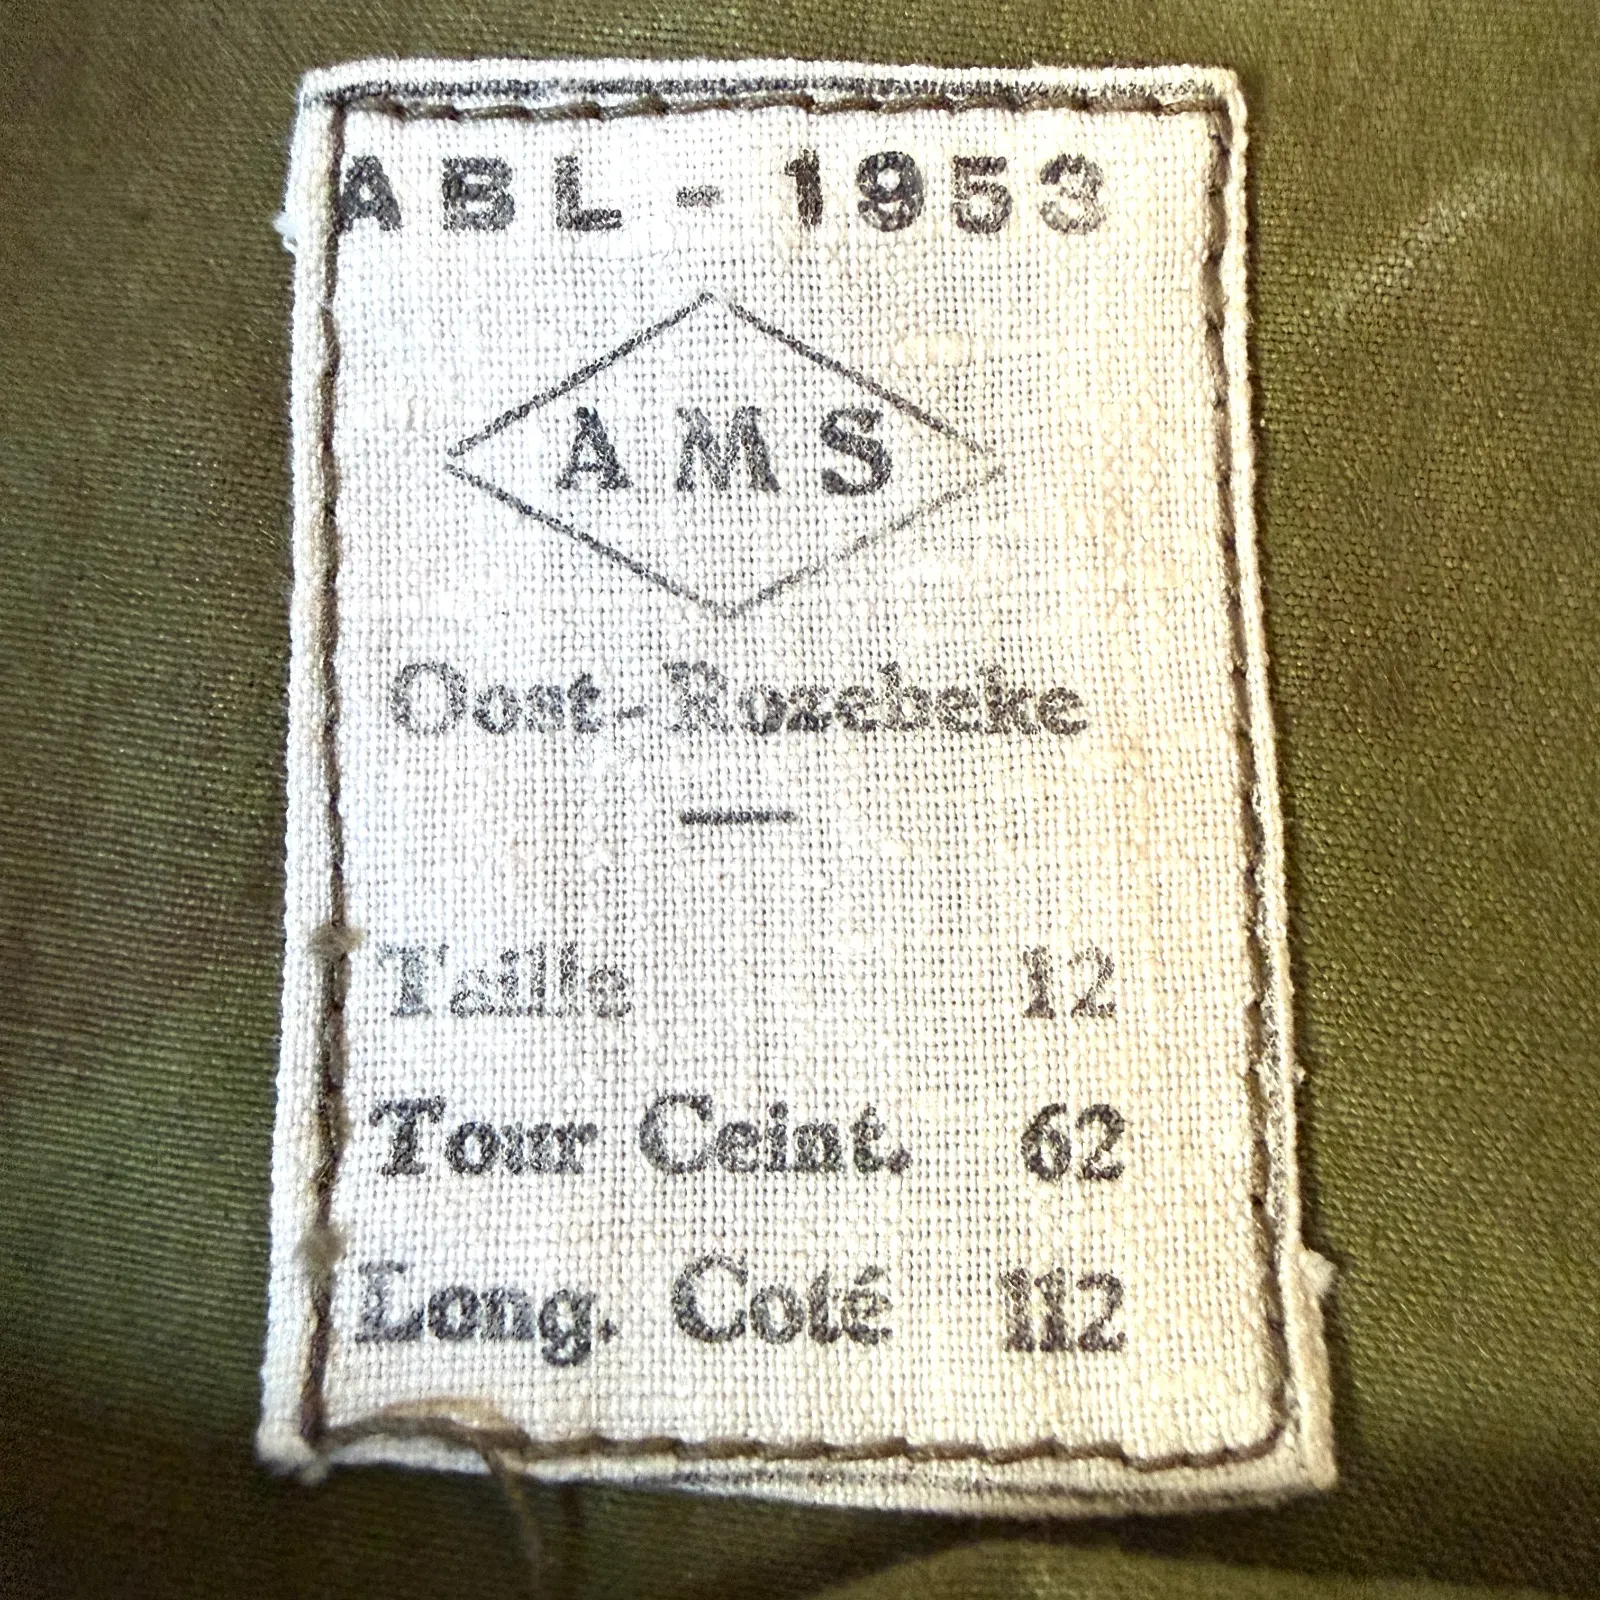 ABL - 1953
AMS
Oost-Rozebeke
Taille 12
Tour Ceint. 62
Long. Coté 112